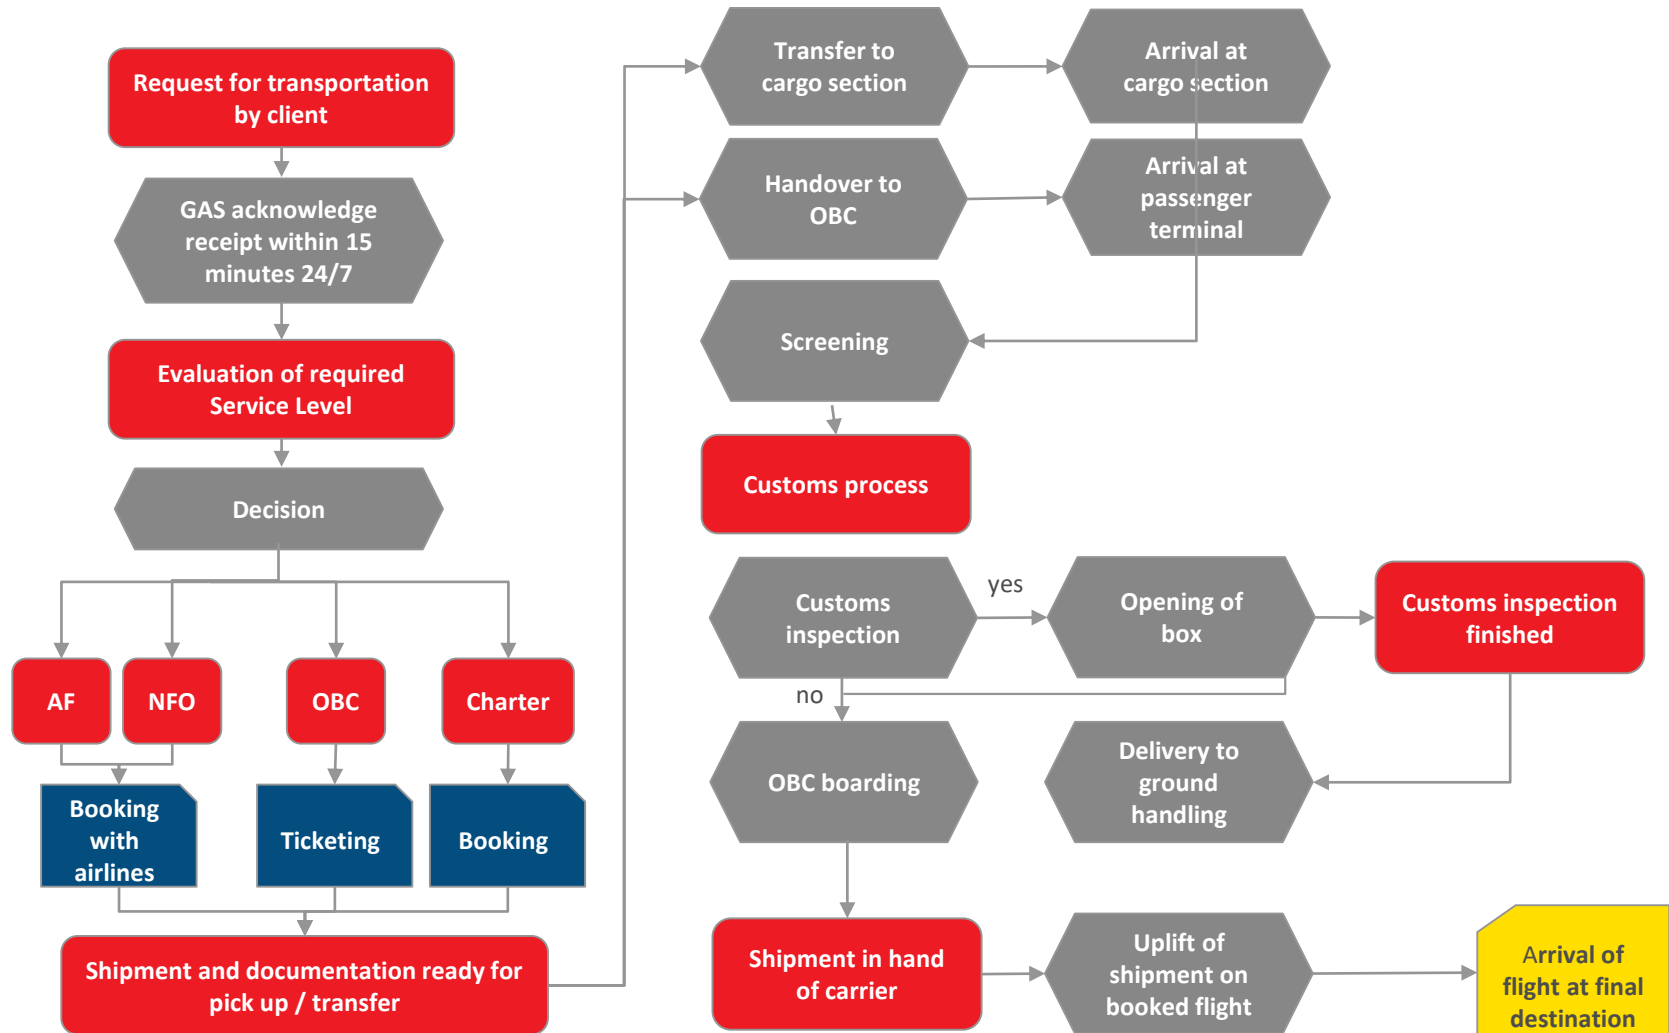 Request for transportation
by client
GAS acknowledge
receipt within 15
minutes 24/7
Evaluation of required
Service Level
Decision
AF
NFO
OBC
Charter
Booking
with
airlines
Ticketing
Booking
Shipment and documentation ready for
pick up / transfer
Transfer to
cargo section
Arrival at
cargo section
Handover to
OBC
Arrival at
passenger
terminal
Screening
Customs process
Customs
inspection
yes
Opening of
box
Customs inspection
finished
no
OBC boarding
Delivery to
ground
handling
Shipment in hand
of carrier
Uplift of
shipment on
booked flight
Arrival of
flight at final
destination